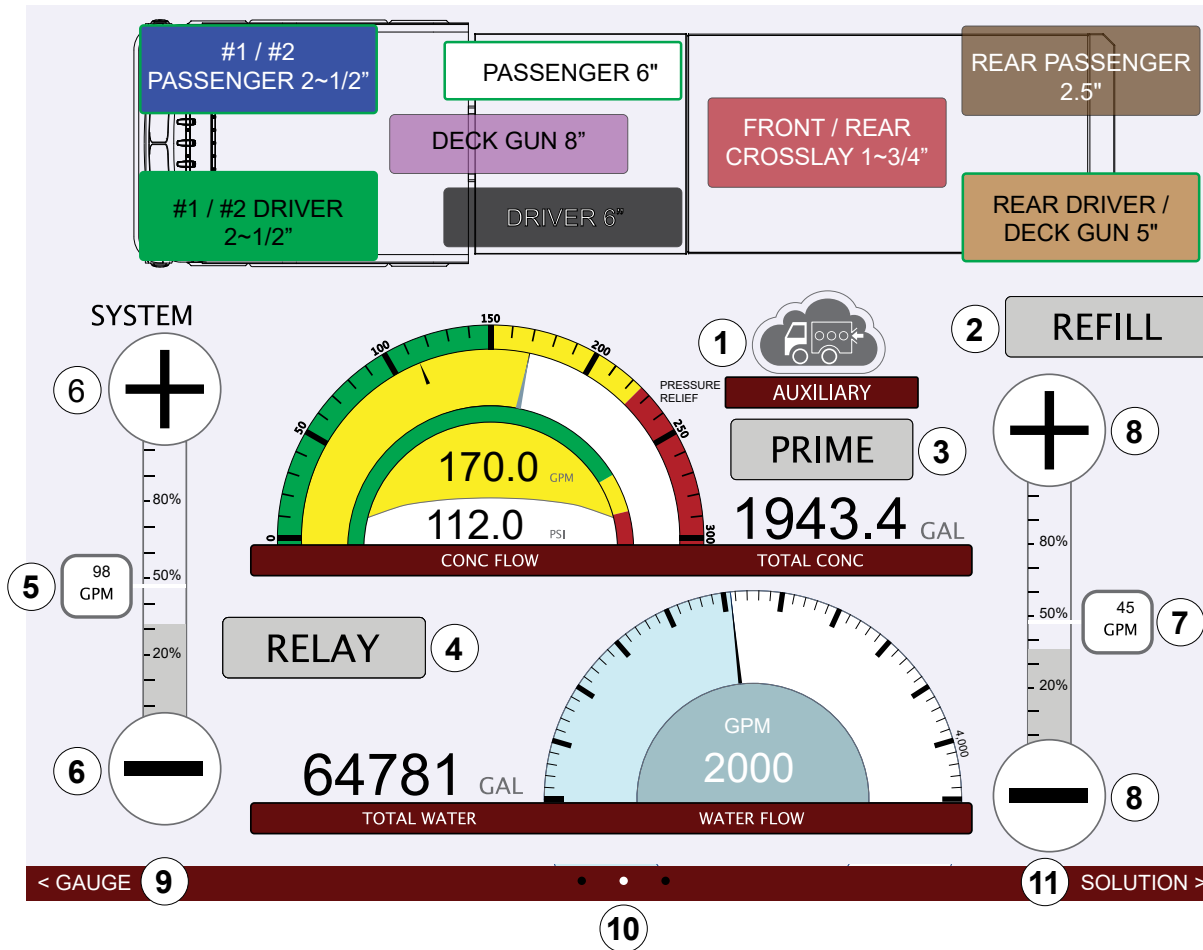 #1 / #2
PASSENGER 2~1/2”
PASSENGER 6"
REAR PASSENGER
2.5"
DECK GUN 8”
FRONT / REAR
CROSSLAY 1~3/4”
#1 / #2 DRIVER
2~1/2”
DRIVER 6”
REAR DRIVER /
DECK GUN 5"
SYSTEM
6
80%
50%
20%
5
98
GPM
6
0
50
100
150
200
250
300
PRESSURE
RELIEF
170.0 GPM
112.0 PSI
CONC FLOW
1
AUXILIARY
2
REFILL
PRIME
3
1943.4 GAL
TOTAL CONC
8
80%
50%
20%
45
GPM
7
8
RELAY
4
64781 GAL
TOTAL WATER
GPM
2000
4,000
WATER FLOW
< GAUGE
9
10
11
SOLUTION >